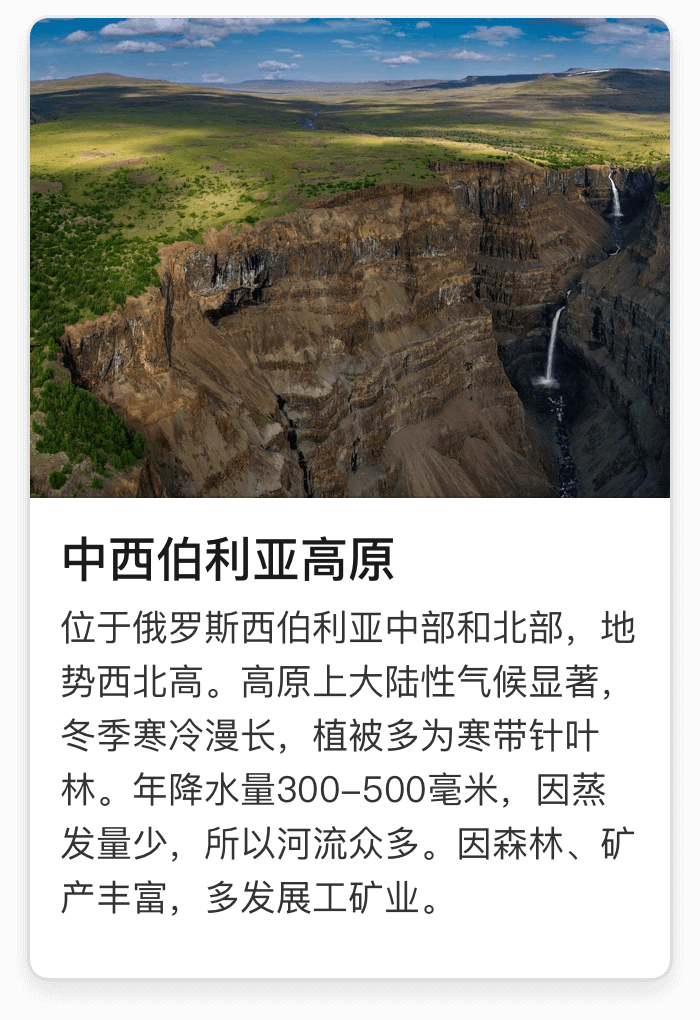 中西伯利亚高原
位于俄罗斯西伯利亚中部和北部，地
势西北高。高原上大陆性气候显著，
冬季寒冷漫长，植被多为寒带针叶
林。年降水量300–500毫米，因蒸
发量少，所以河流众多。因森林、矿
产丰富，多发展工矿业。